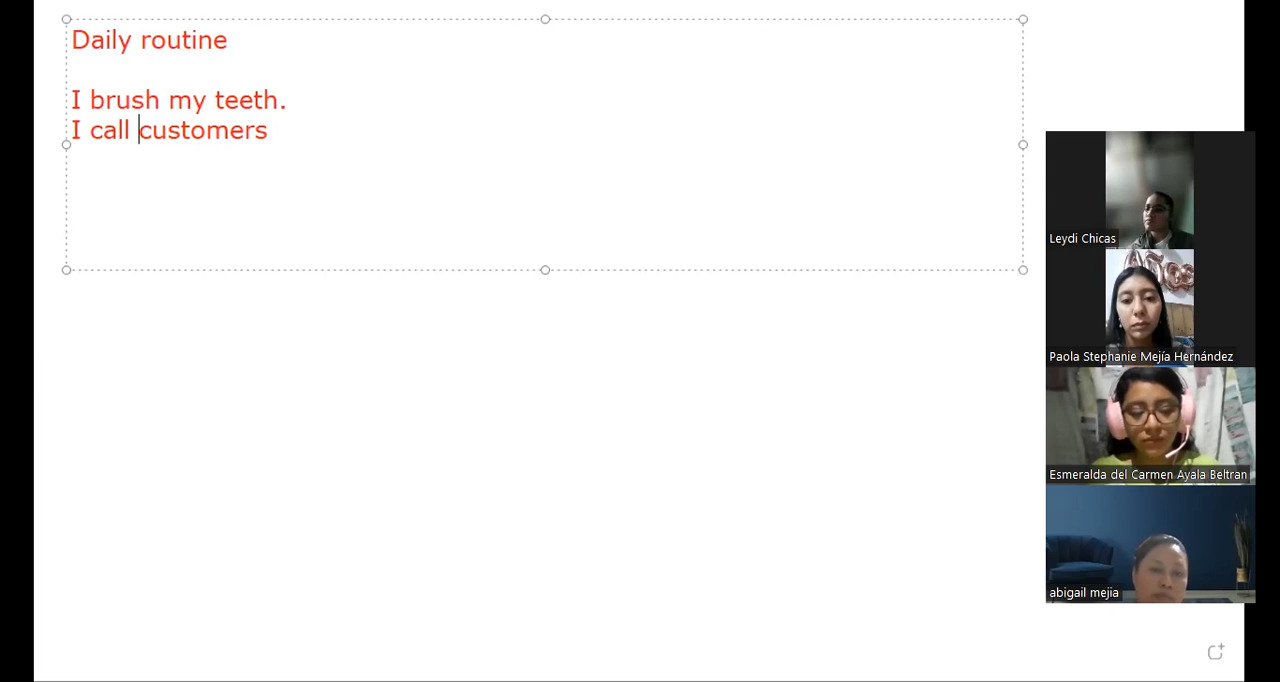 Daily routine
I brush my teeth.
I call customers
Leydi Chicas
Años
Paola Stephanie Mejía Hernández
Esmeralda del Carmen Ayala Beltran
abigail mejia